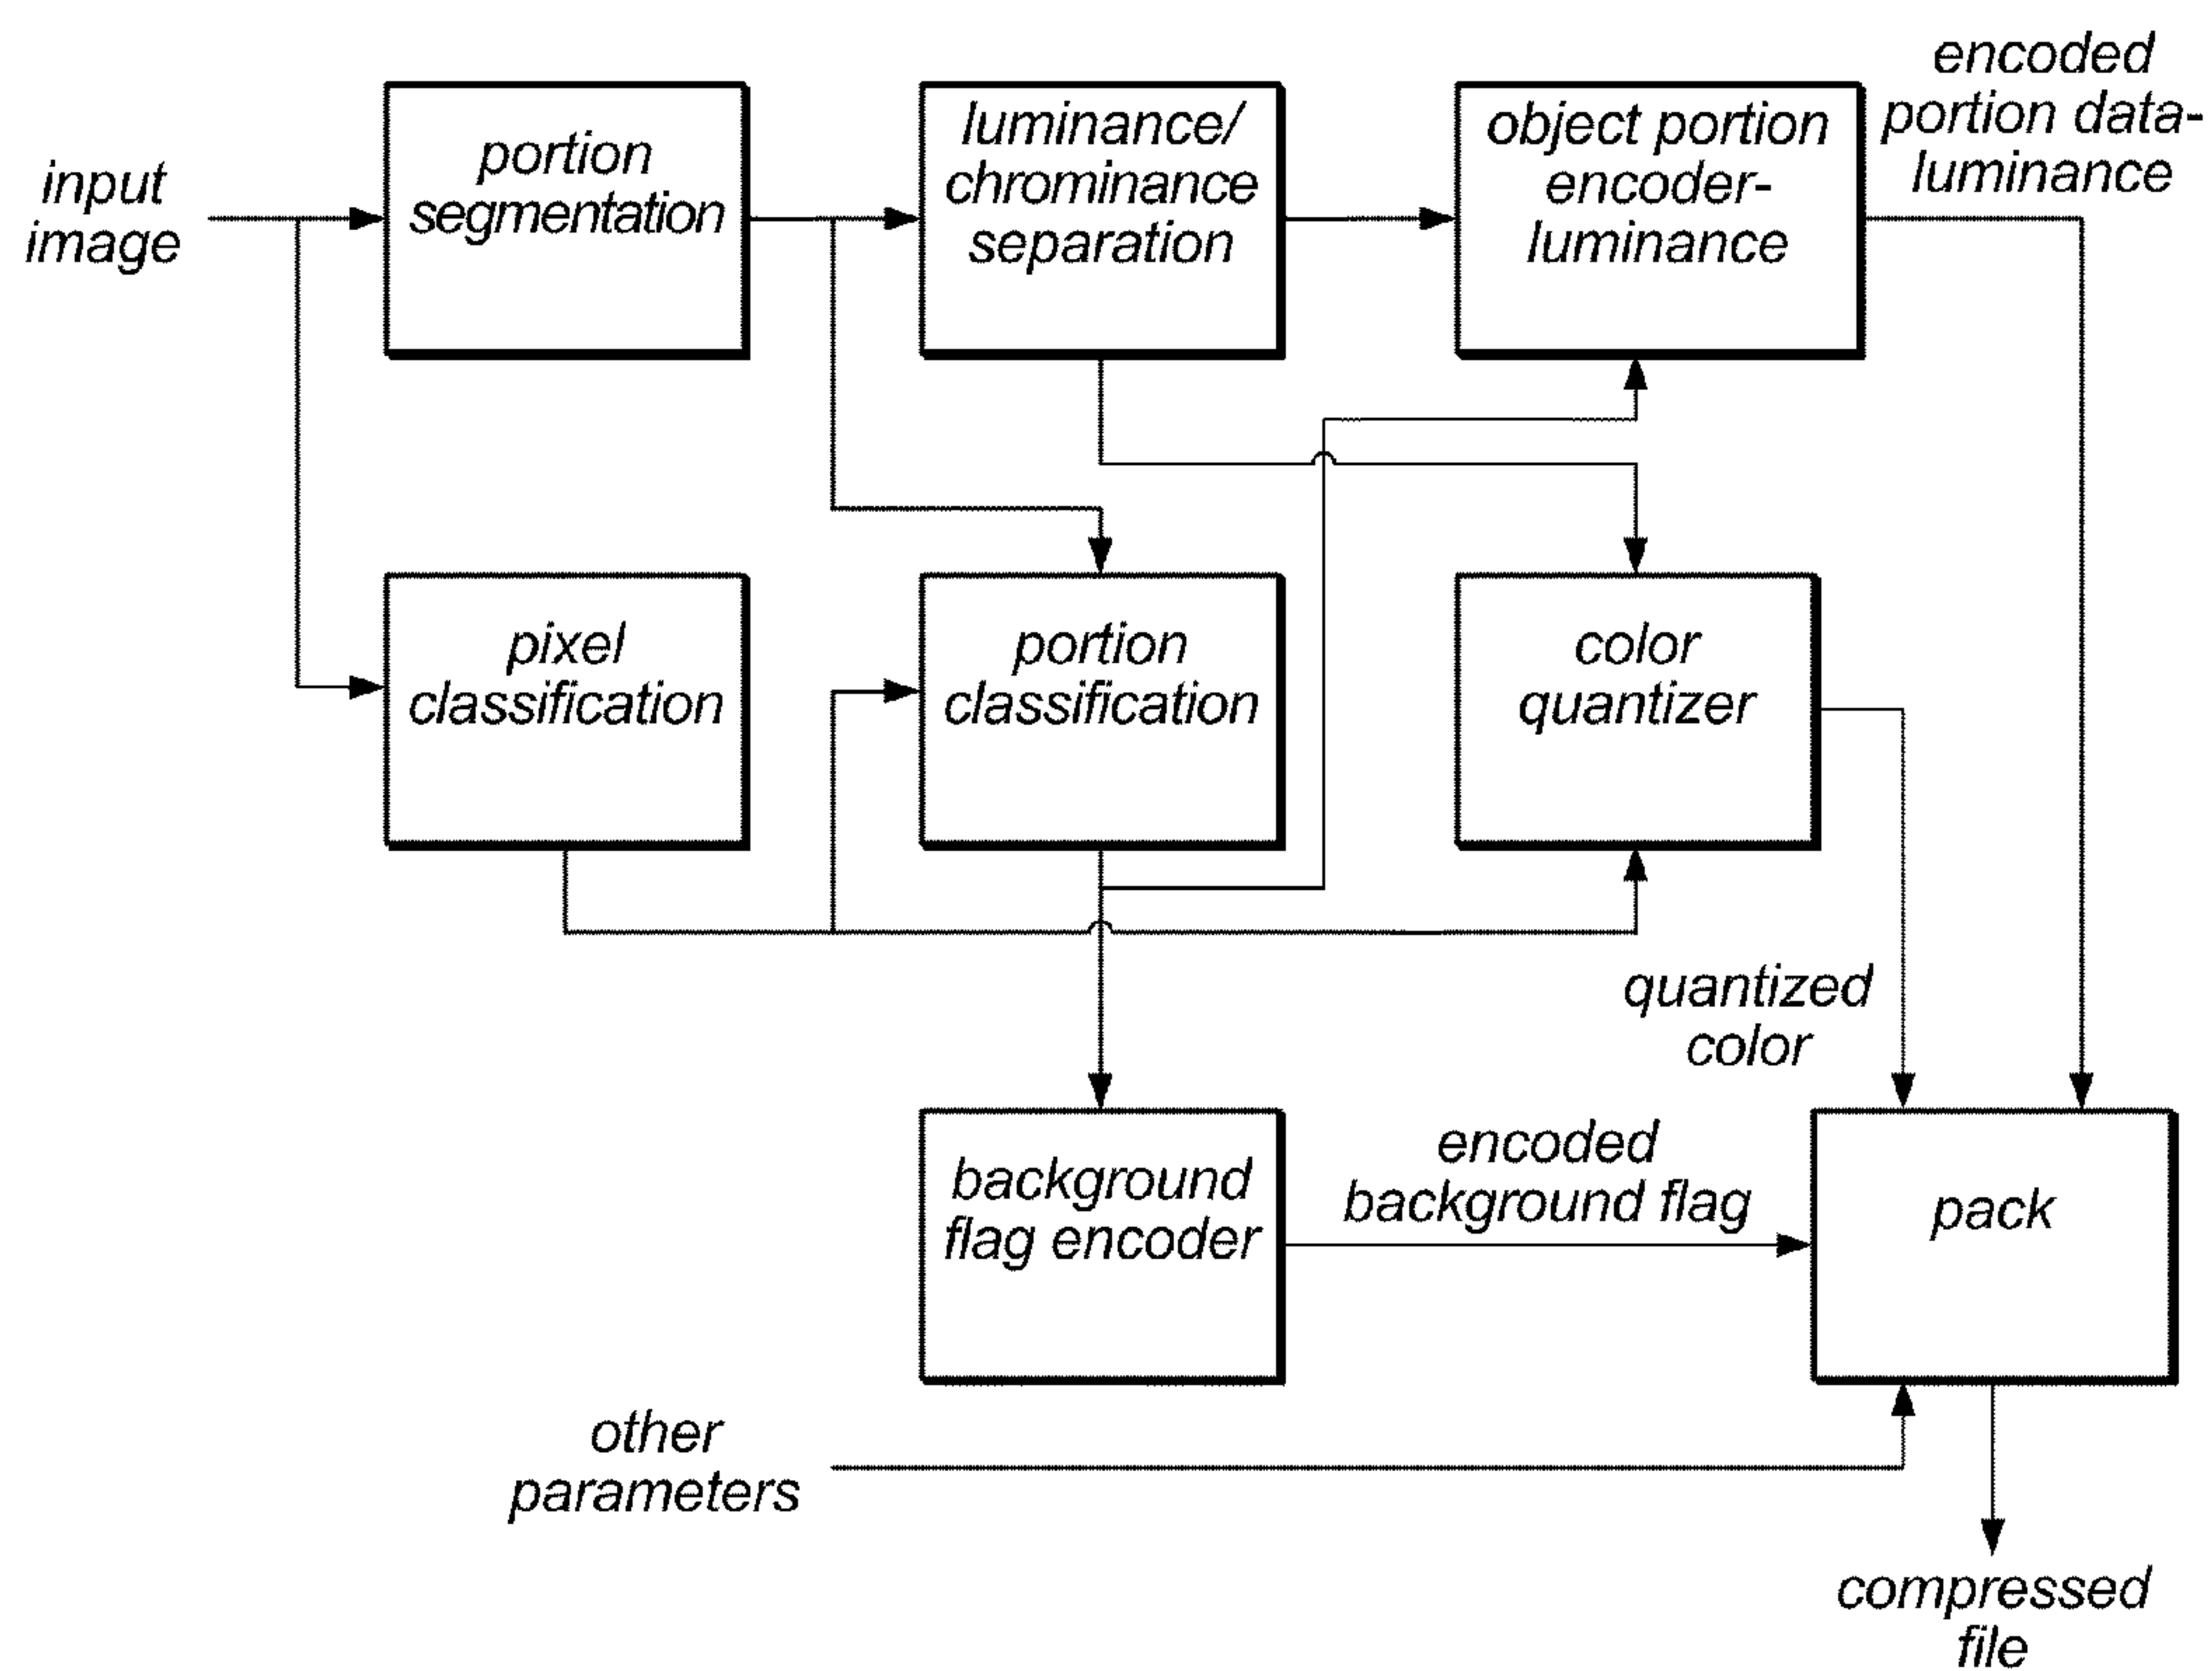 input
image
portion
segmentation
luminance/
chrominance
separation
object portion
encoder-
luminance
encoded
portion data-
luminance
pixel
classification
portion
classification
color
quantizer
quantized
color
background
flag encoder
encoded
background flag
pack
other
parameters
compressed
file